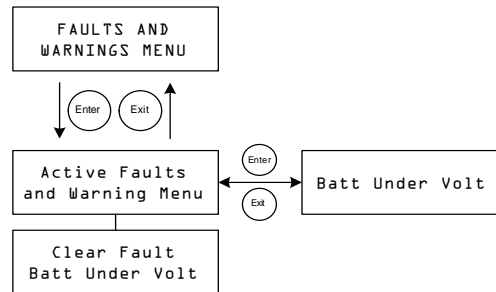 FAULTS AND
WARNINGS MENU
Enter
Exit
Active Faults
and Warning Menu
Enter
Exit
Batt Under Volt
Clear Fault
Batt Under Volt